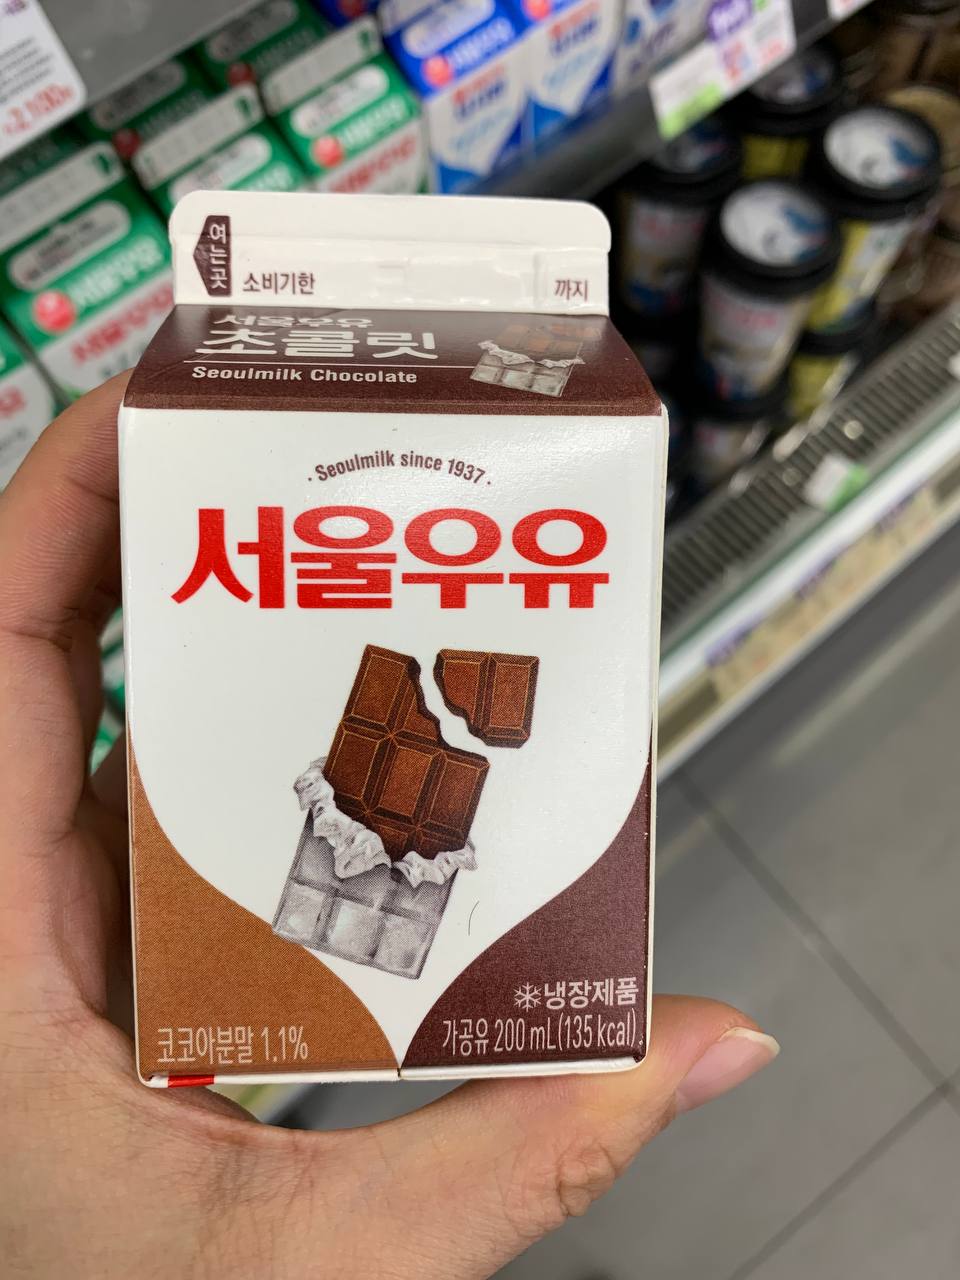 2,100
여는곳
소비기한 까지
서울우유
초콜릿
Seoulmilk Chocolate
· Seoulmilk since 1937 ·
서울우유
냉장제품
코코아분말 1.1%
가공유 200 mL(135 kcal)